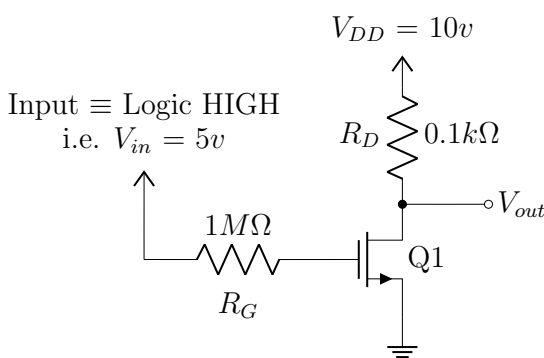 V_DD = 10v
Input ≡ Logic HIGH
i.e. V_in = 5v
R_D 0.1kΩ
V_out
1MΩ
Q1
R_G